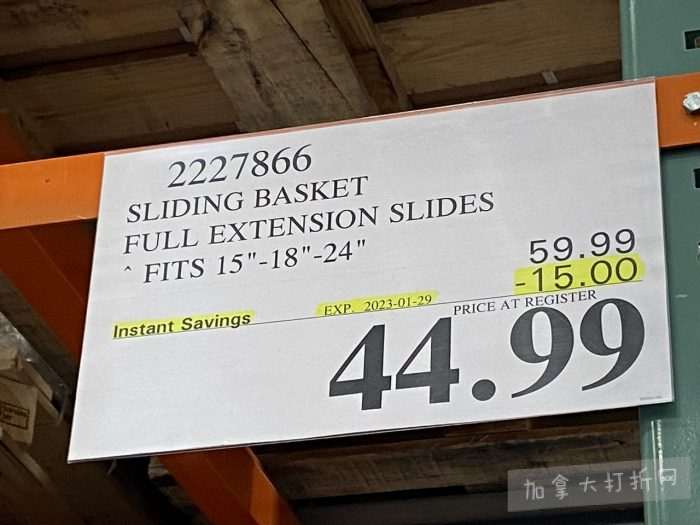 2227866
SLIDING BASKET
FULL EXTENSION SLIDES
^ FITS 15"-18"-24"
59.99
-15.00
Instant Savings EXP. 2023-01-29 PRICE AT REGISTER
44.99
加拿大打折网